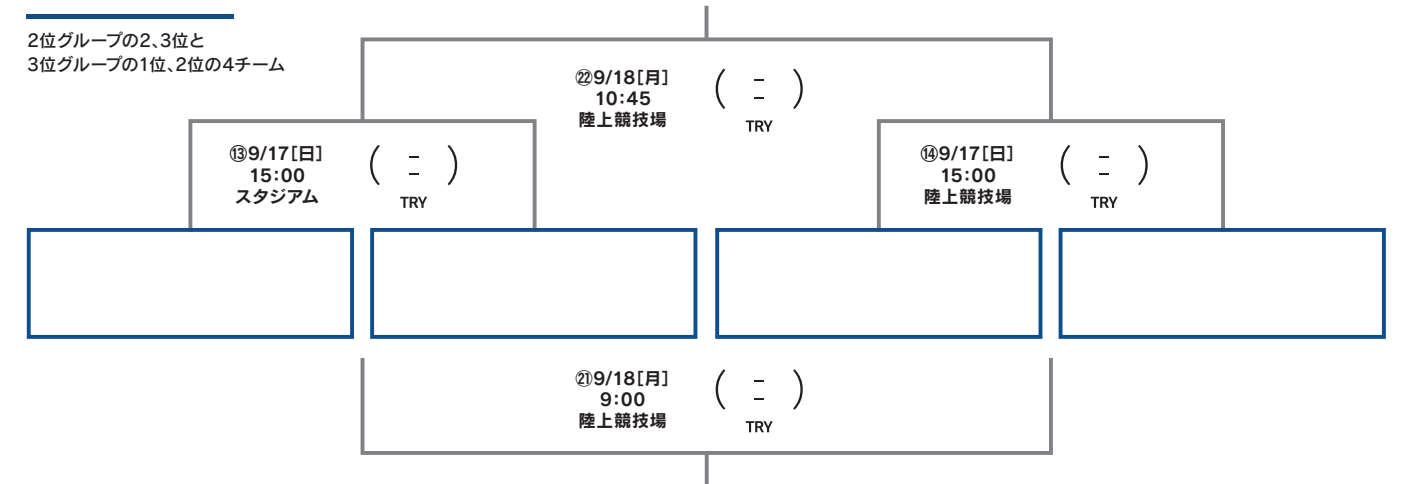 2位グループの2、3位と
3位グループの1位、2位の4チーム
㉒9/18[月]
10:45
陸上競技場
( - )
-
TRY
⑬9/17[日]
15:00
スタジアム
( - )
-
TRY
⑭9/17[日]
15:00
陸上競技場
( - )
-
TRY
㉑9/18[月]
9:00
陸上競技場
( - )
-
TRY